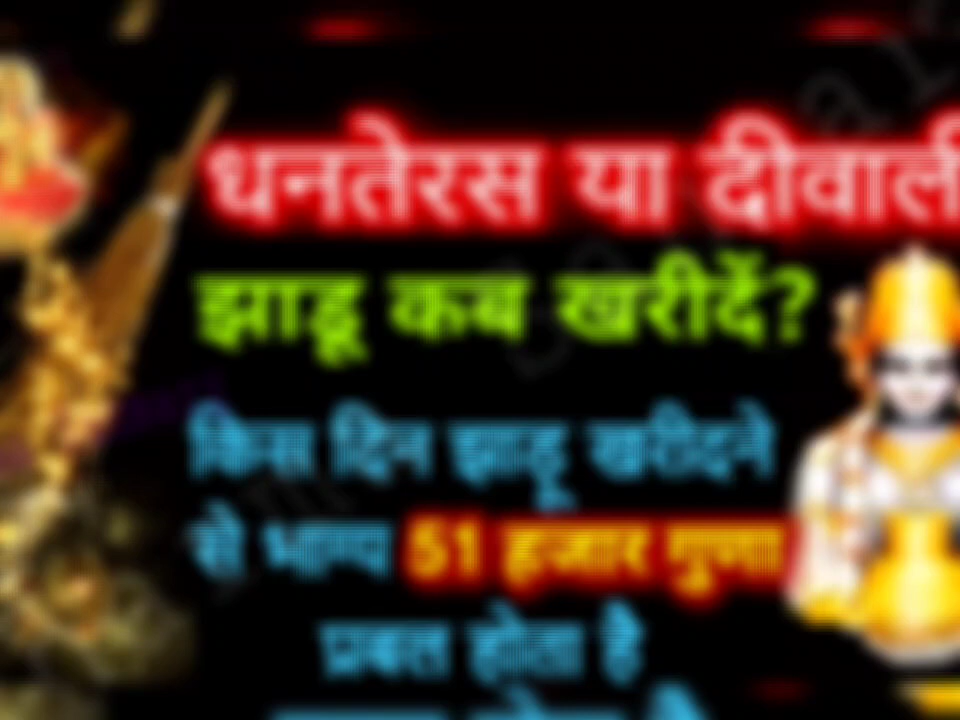 धनतेरस या दीवाली
झाडू कब खरीदें?
किस दिन झाड़ू खरीदने
से भाग्य 51 हजार गुणा
प्रबल होता है